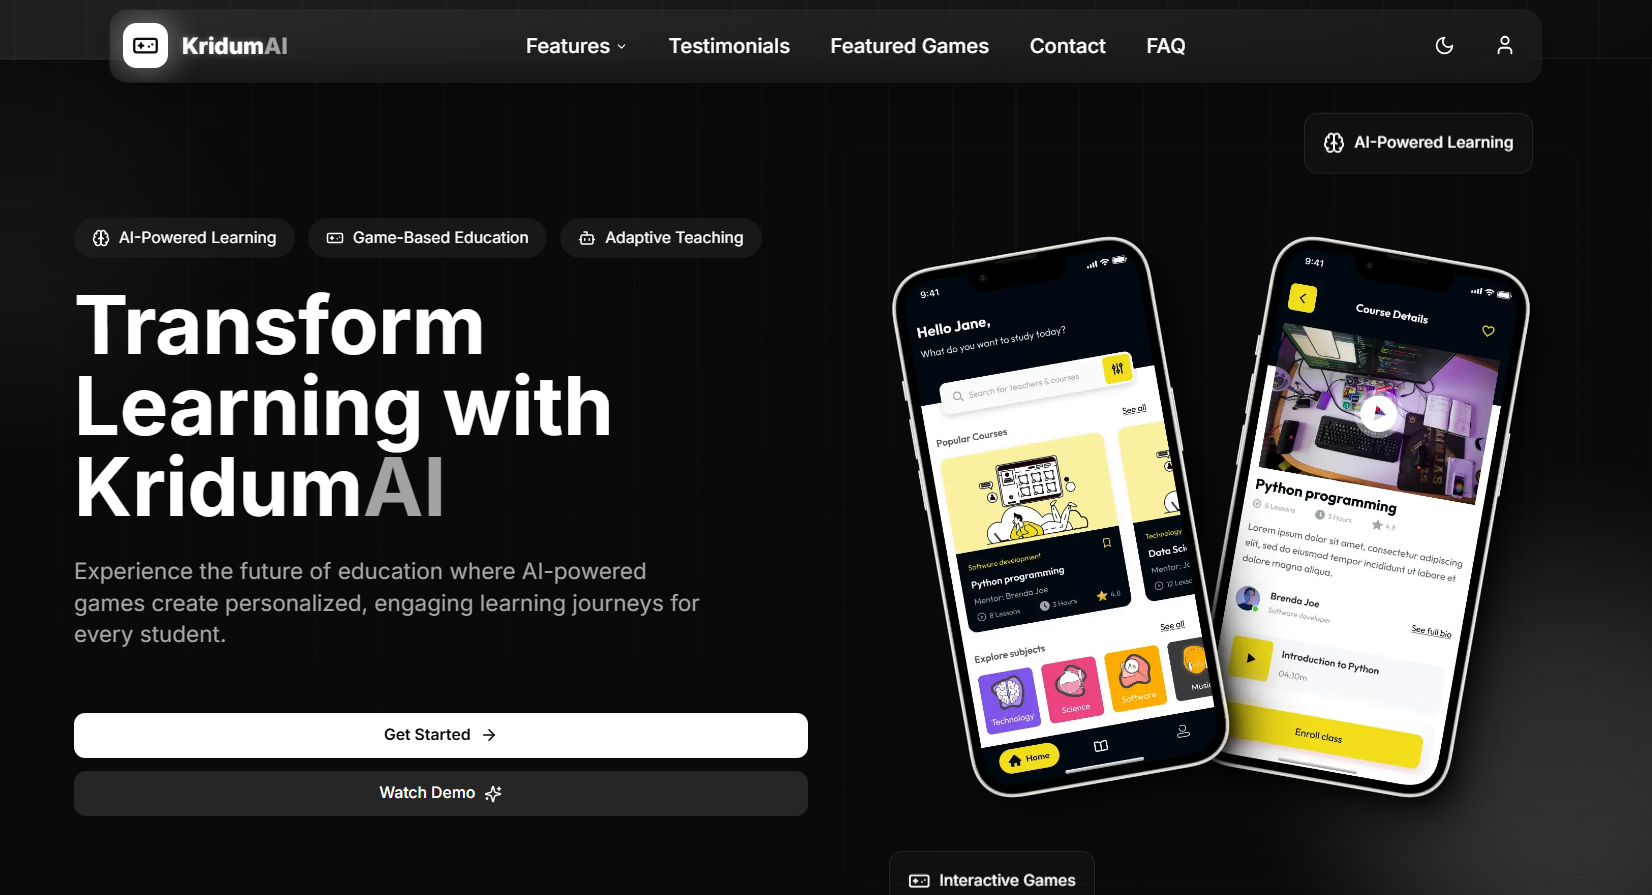 KridumAI
Features
Testimonials
Featured Games
Contact
FAQ
AI-Powered Learning
AI-Powered Learning
Game-Based Education
Adaptive Teaching
Transform
Learning with
KridumAI
Experience the future of education where AI-powered
games create personalized, engaging learning journeys for
every student.
Get Started
Watch Demo
9:41
Hello Jane,
What do you want to study today?
Search for teachers & courses
See all
Popular Courses
Software development
Python programming
Mentor: Brenda Joe
8 Lessons
3 Hours
4.8
Technology
Data Sci
Mentor: Jo
12 Lesso
See all
Explore subjects
Technology
Science
Software
Music
Home
9:41
Course Details
Python programming
8 Lessons
3 Hours
4.8
Lorem ipsum dolor sit amet, consectetur adipiscing
elit, sed do eiusmod tempor incididunt ut labore et
dolore magna aliqua.
Brenda Joe
Software developer
See full bio
Introduction to Python
04:10m
Enroll class
Interactive Games